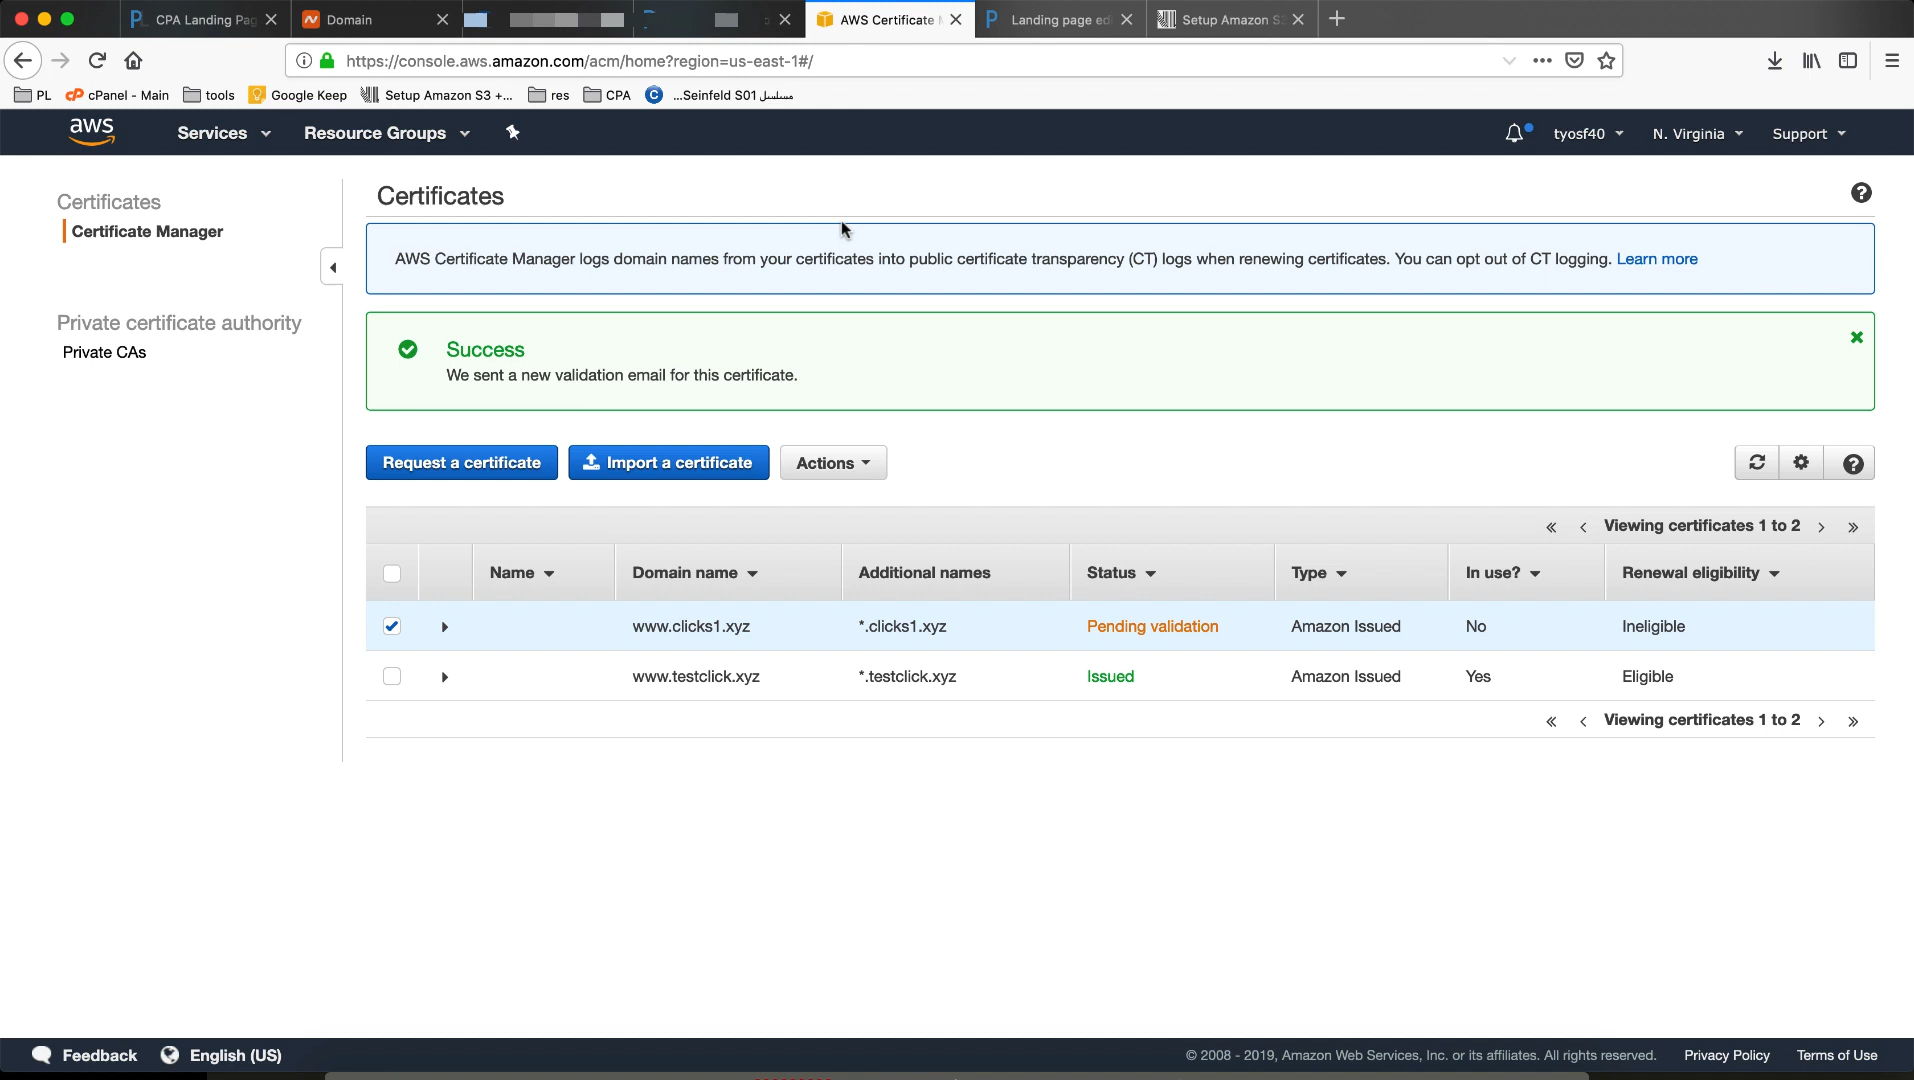 CPA Landing Pag
Domain
AWS Certificate M
Landing page edi
Setup Amazon S3
https://console.aws.amazon.com/acm/home?region=us-east-1#/
PL
cPanel - Main
tools
Google Keep
Setup Amazon S3 +...
res
CPA
...Seinfeld S01 مسلسل
aws
Services
Resource Groups
tyosf40
N. Virginia
Support
Certificates
Certificate Manager
Private certificate authority
Private CAs
Certificates
AWS Certificate Manager logs domain names from your certificates into public certificate transparency (CT) logs when renewing certificates. You can opt out of CT logging. Learn more
Success
We sent a new validation email for this certificate.
Request a certificate
Import a certificate
Actions
« ‹ Viewing certificates 1 to 2 › »
Name Domain name Additional names Status Type In use? Renewal eligibility
www.clicks1.xyz *.clicks1.xyz Pending validation Amazon Issued No Ineligible
www.testclick.xyz *.testclick.xyz Issued Amazon Issued Yes Eligible
« ‹ Viewing certificates 1 to 2 › »
Feedback
English (US)
© 2008 - 2019, Amazon Web Services, Inc. or its affiliates. All rights reserved.
Privacy Policy
Terms of Use